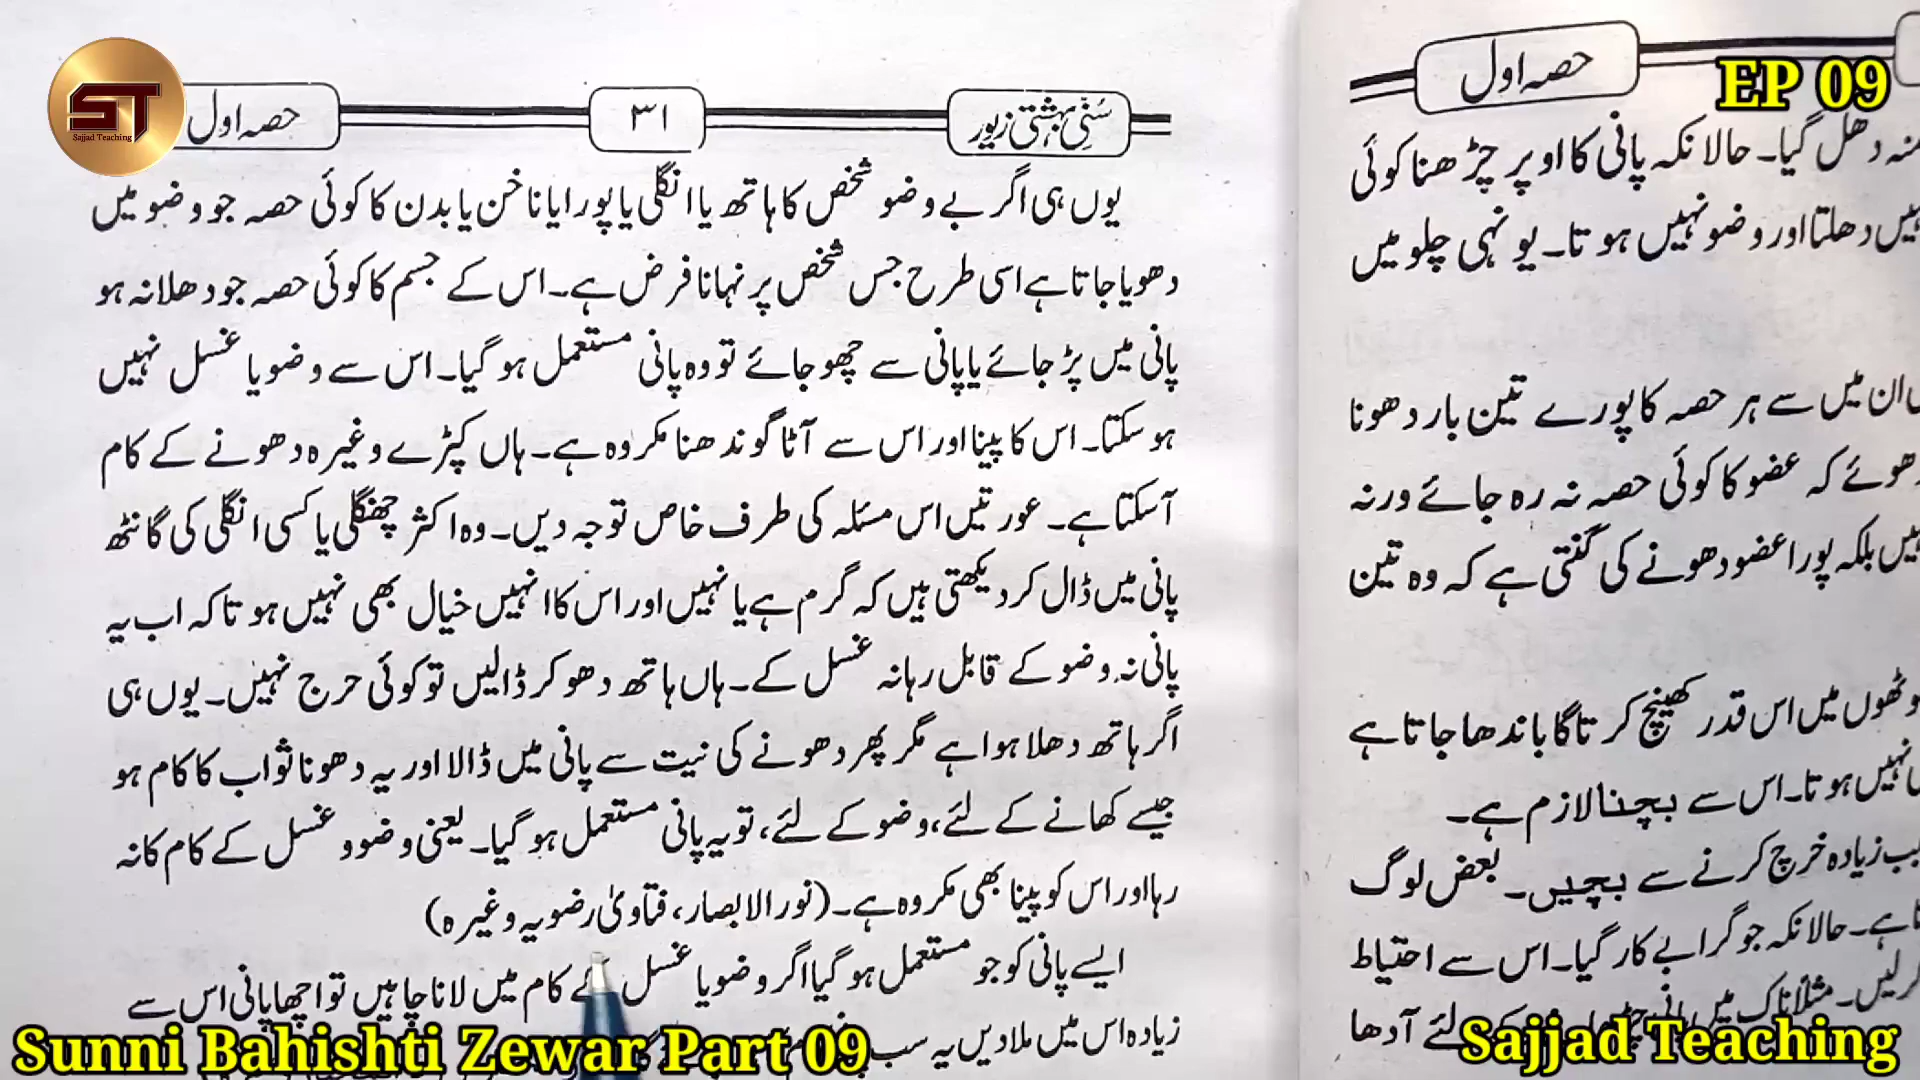 ST
Sajjad Teaching
EP 09
سُنّی بہشتی زیور
۳۱
حصہ اول
یوں ہی اگر بے وضو شخص کا ہاتھ یا انگلی یا پورا یا ناخن یا بدن کا کوئی حصہ جو وضو میں
دھویا جاتا ہے اسی طرح جس شخص پر نہانا فرض ہے۔ اس کے جسم کا کوئی حصہ جو دھلا نہ ہو
پانی میں پڑ جائے یا پانی سے چھو جائے تو وہ پانی مستعمل ہو گیا۔ اس سے وضو یا غسل نہیں
ہو سکتا۔ اس کا پینا اور اس سے آٹا گوندھنا مکروہ ہے۔ ہاں کپڑے وغیرہ دھونے کے کام
آسکتا ہے۔ عورتیں اس مسئلہ کی طرف خاص توجہ دیں۔ وہ اکثر چھنگلی یا کسی انگلی کی گانٹھ
پانی میں ڈال کر دیکھتی ہیں کہ گرم ہے یا نہیں اور اس کا انہیں خیال بھی نہیں ہوتا کہ اب یہ
پانی نہ وضو کے قابل رہا نہ غسل کے۔ ہاں ہاتھ دھو کر ڈالیں تو کوئی حرج نہیں۔ یوں ہی
اگر ہاتھ دھلا ہوا ہے مگر پھر دھونے کی نیت سے پانی میں ڈالا اور یہ دھونا ثواب کا کام ہو
جیسے کھانے کے لئے، وضو کے لئے، تو یہ پانی مستعمل ہو گیا۔ یعنی وضو و غسل کے کام کا نہ
رہا اور اس کو پینا بھی مکروہ ہے۔ (نور الابصار، فتاویٰ رضویہ وغیرہ)
ایسے پانی کو جو مستعمل ہو گیا اگر وضو یا غسل کے کام میں لانا چاہیں تو اچھا پانی اس سے
زیادہ اس میں ملا دیں یہ سب
حصہ اول
منہ دھل گیا۔ حالانکہ پانی کا اوپر چڑھنا کوئی
نہیں دھلتا اور وضو نہیں ہوتا۔ یونہی چلو میں
ان میں سے ہر حصہ کا پورے تین بار دھونا
دھوئے کہ عضو کا کوئی حصہ نہ رہ جائے ورنہ
نہیں بلکہ پورا عضو دھونے کی گنتی ہے کہ وہ تین
میں اس قدر کھینچ کر تاگا باندھا جاتا ہے
نہیں ہوتا۔ اس سے بچنا لازم ہے۔
زیادہ خرچ کرنے سے بچیں۔ بعض لوگ
ہے۔ حالانکہ جو گرا بے کار گیا۔ اس سے احتیاط
کرلیں۔ مثلاً ناک میں پانی
لئے آدھا
Sunni Bahishti Zewar Part 09
Sajjad Teaching